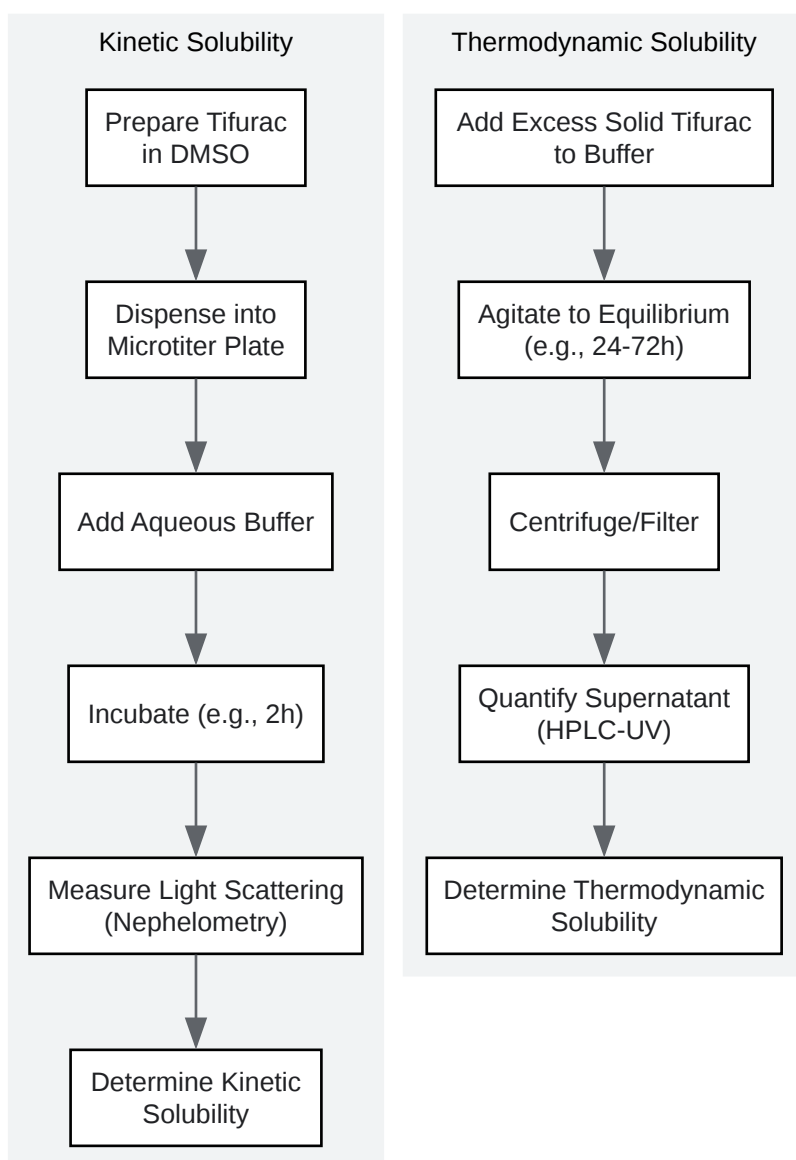 Kinetic Solubility
Prepare Tifurac
in DMSO
Dispense into
Microtiter Plate
Add Aqueous Buffer
Incubate (e.g., 2h)
Measure Light Scattering
(Nephelometry)
Determine Kinetic
Solubility
Thermodynamic Solubility
Add Excess Solid Tifurac
to Buffer
Agitate to Equilibrium
(e.g., 24-72h)
Centrifuge/Filter
Quantify Supernatant
(HPLC-UV)
Determine Thermodynamic
Solubility